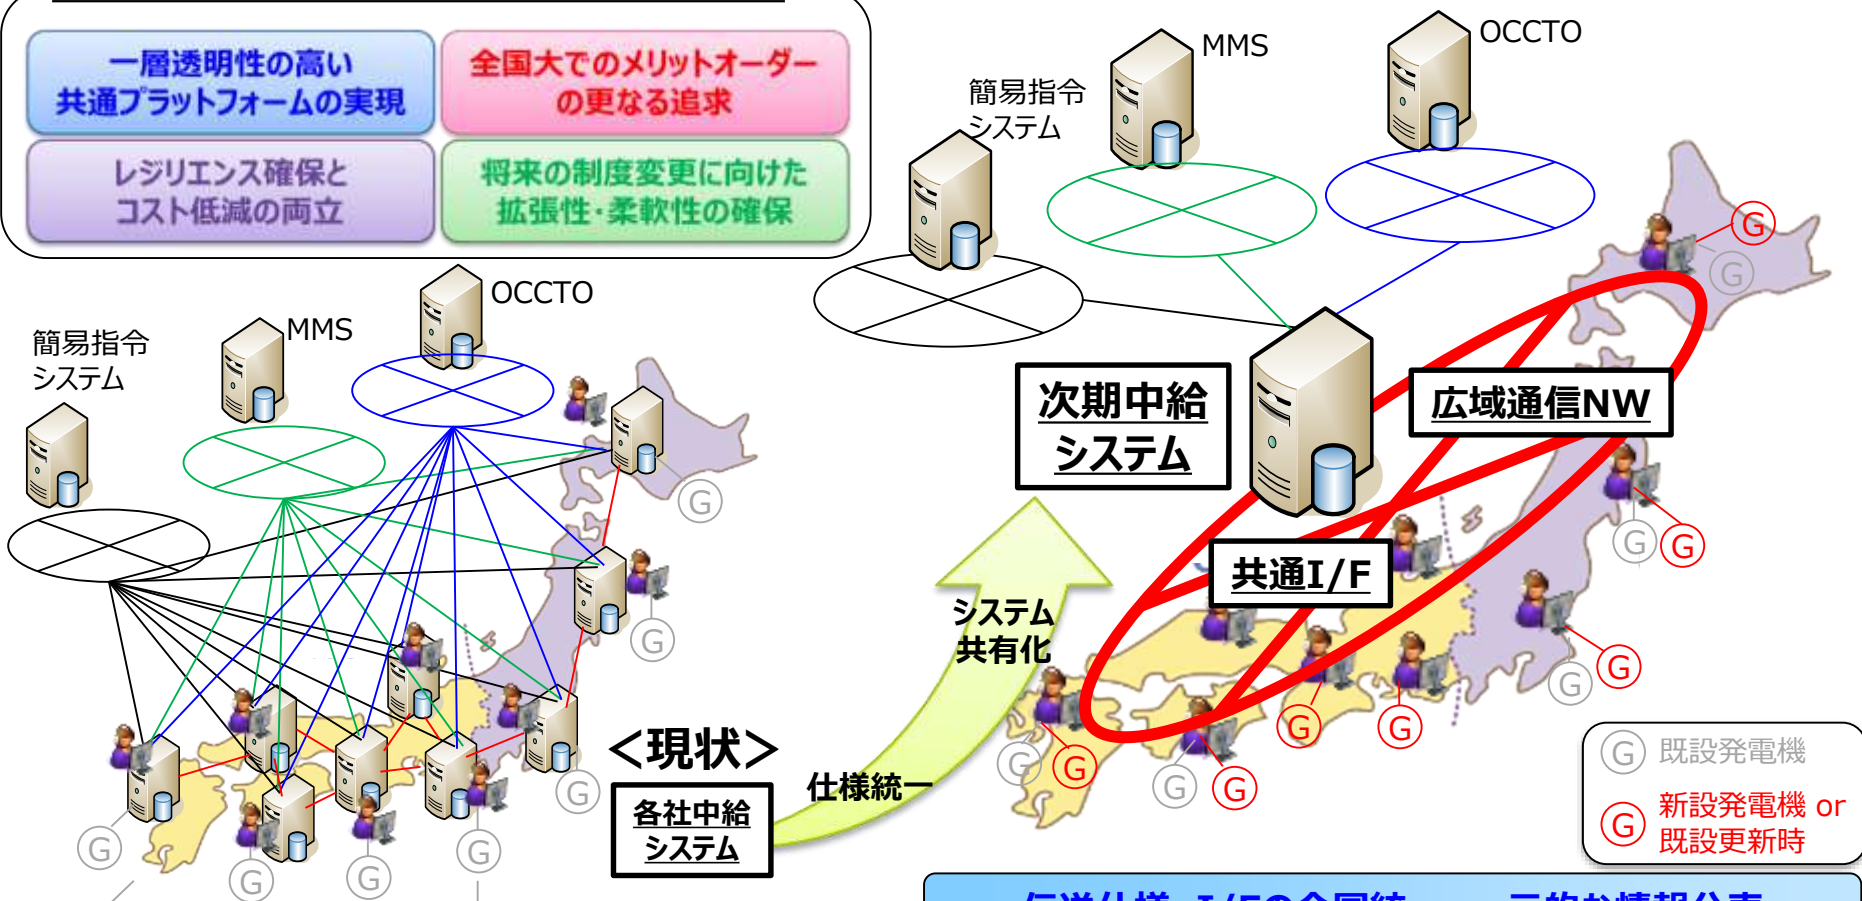 一層透明性の高い
共通プラットフォームの実現
全国大でのメリットオーダー
の更なる追求
レジリエンス確保と
コスト低減の両立
将来の制度変更に向けた
拡張性・柔軟性の確保
簡易指令
システム
MMS
OCCTO
簡易指令
システム
MMS
OCCTO
G
G
G
G
G
G
G
G
<現状>
各社中給
システム
仕様統一
システム
共有化
次期中給
システム
広域通信NW
共通I/F
G
G
G
G
G
G
G
G
G
G
G
G
G 既設発電機
G 新設発電機 or
既設更新時